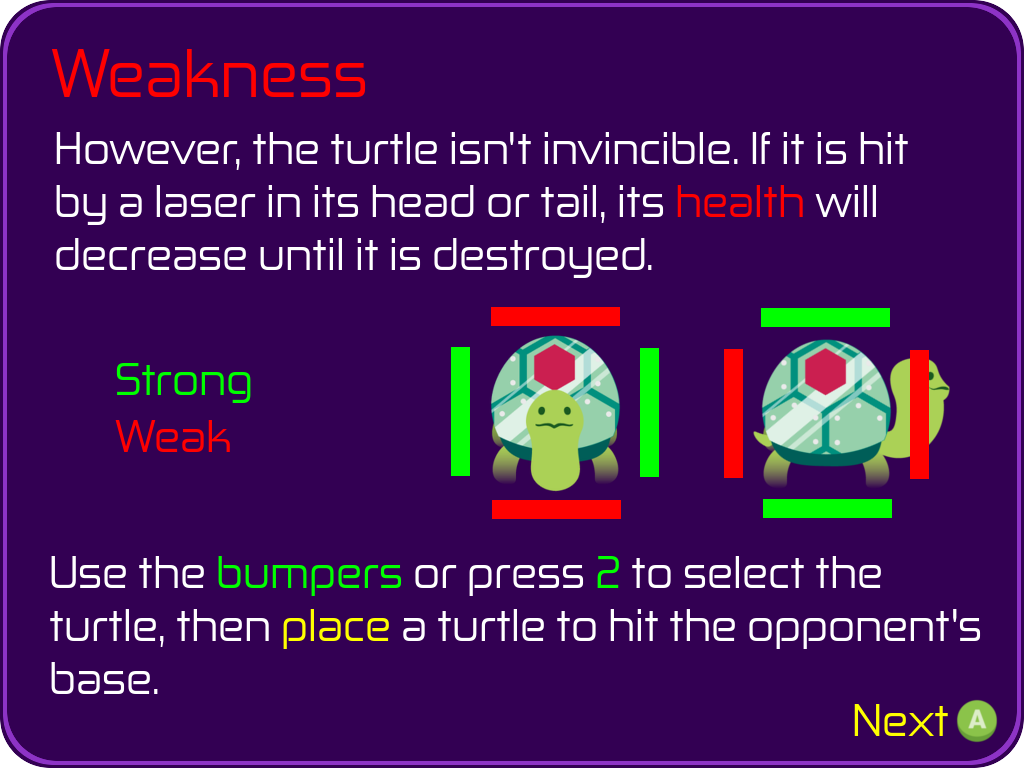 Weakness
However, the turtle isn't invincible. If it is hit
by a laser in its head or tail, its health will
decrease until it is destroyed.
Strong
Weak
Use the bumpers or press 2 to select the
turtle, then place a turtle to hit the opponent's
base.
Next A